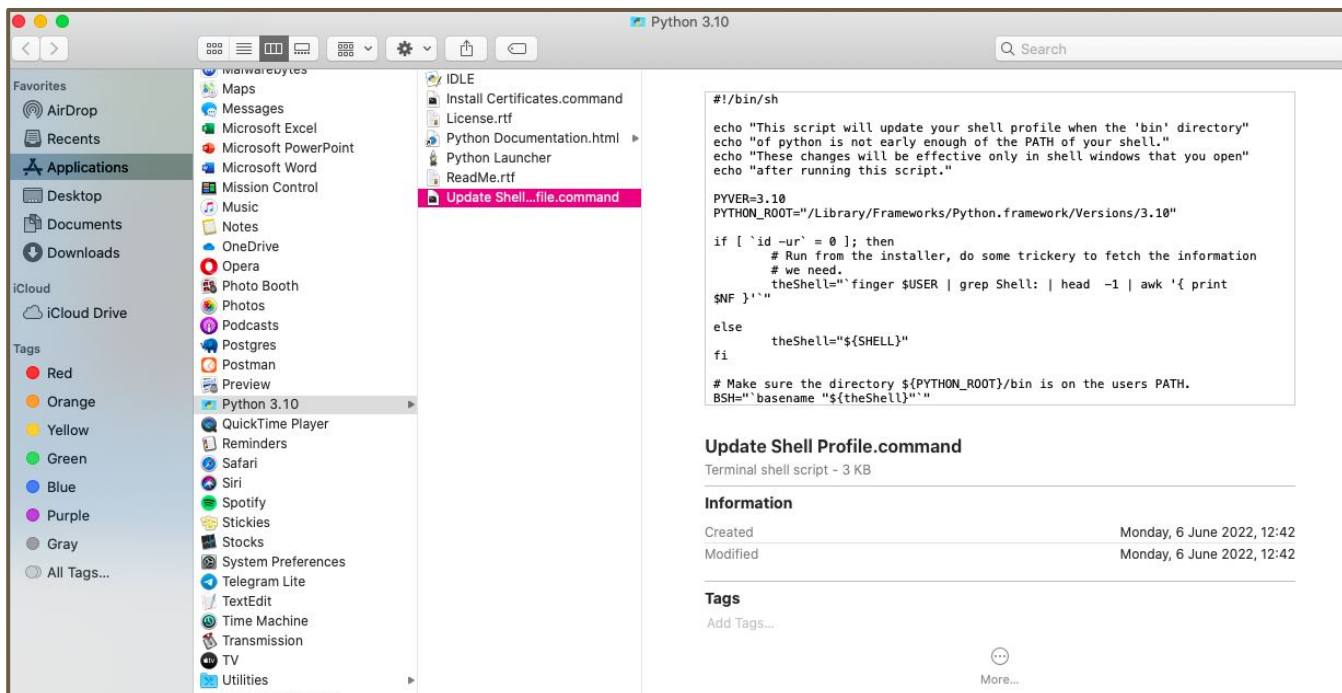 Python 3.10
Search
Favorites
AirDrop
Recents
Applications
Desktop
Documents
Downloads
iCloud
iCloud Drive
Tags
Red
Orange
Yellow
Green
Blue
Purple
Gray
All Tags...
Malwarebytes
Maps
Messages
Microsoft Excel
Microsoft PowerPoint
Microsoft Word
Mission Control
Music
Notes
OneDrive
Opera
Photo Booth
Photos
Podcasts
Postgres
Postman
Preview
Python 3.10
QuickTime Player
Reminders
Safari
Siri
Spotify
Stickies
Stocks
System Preferences
Telegram Lite
TextEdit
Time Machine
Transmission
TV
Utilities
IDLE
Install Certificates.command
License.rtf
Python Documentation.html
Python Launcher
ReadMe.rtf
Update Shell...file.command
#!/bin/sh
echo "This script will update your shell profile when the 'bin' directory"
echo "of python is not early enough of the PATH of your shell."
echo "These changes will be effective only in shell windows that you open"
echo "after running this script."
PYVER=3.10
PYTHON_ROOT="/Library/Frameworks/Python.framework/Versions/3.10"
if [ `id -ur` = 0 ]; then
# Run from the installer, do some trickery to fetch the information
# we need.
theShell="`finger $USER | grep Shell: | head -1 | awk '{ print
$NF }'`"
else
theShell="${SHELL}"
fi
# Make sure the directory ${PYTHON_ROOT}/bin is on the users PATH.
BSH="`basename "${theShell}"`"
Update Shell Profile.command
Terminal shell script - 3 KB
Information
Created Monday, 6 June 2022, 12:42
Modified Monday, 6 June 2022, 12:42
Tags
Add Tags...
More...